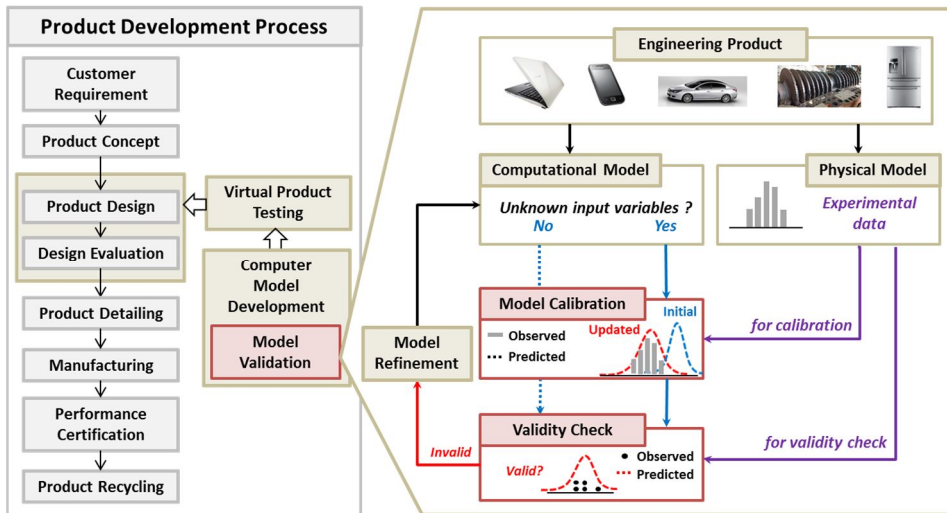 Product Development Process
Customer
Requirement
Product Concept
Product Design
Design Evaluation
Product Detailing
Manufacturing
Performance
Certification
Product Recycling
Virtual Product
Testing
Computer
Model
Development
Model
Validation
Engineering Product
Computational Model
Unknown input variables ?
No
Yes
Physical Model
Experimental
data
Model Calibration
Observed
Predicted
Updated
Initial
for calibration
Model
Refinement
Validity Check
Invalid
Valid?
Observed
Predicted
for validity check